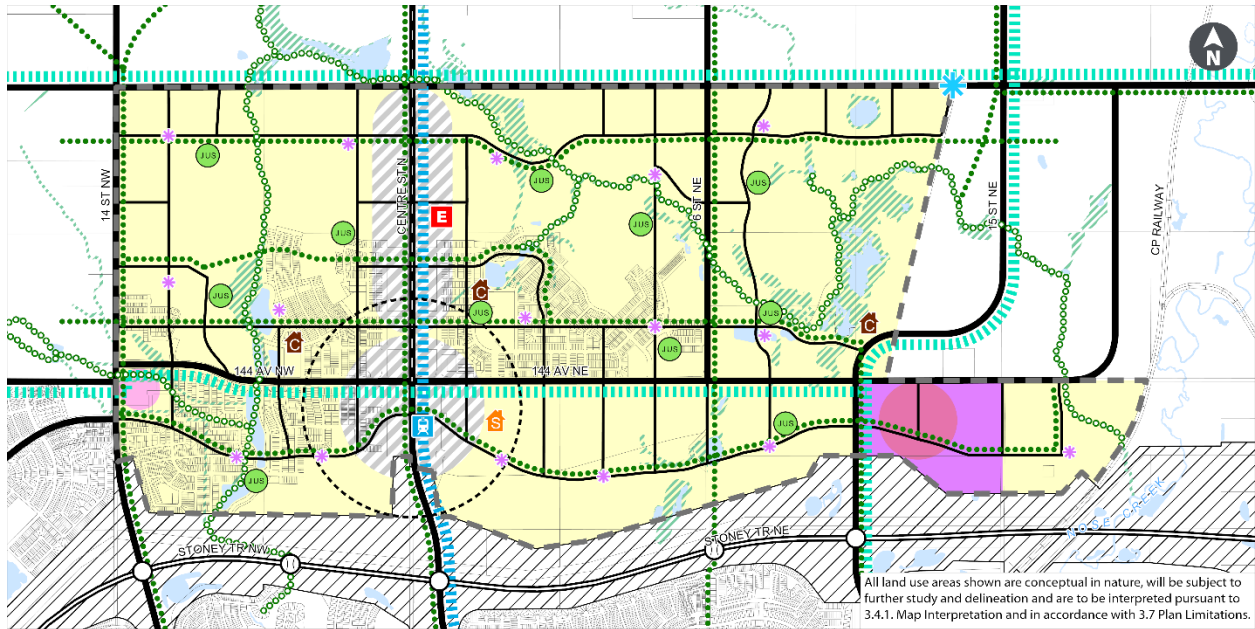 N
14 ST NW
CENTRE ST N
6 ST NE
15 ST NE
CP RAILWAY
JUS
JUS
JUS
JUS
E
JUS
JUS
C
JUS
JUS
C
JUS
C
JUS
144 AV NW
144 AV NE
S
JUS
JUS
STONEY TR NW
STONEY TR NE
NOSE CREEK
All land use areas shown are conceptual in nature, will be subject to
further study and delineation and are to be interpreted pursuant to
3.4.1. Map Interpretation and in accordance with 3.7 Plan Limitations.